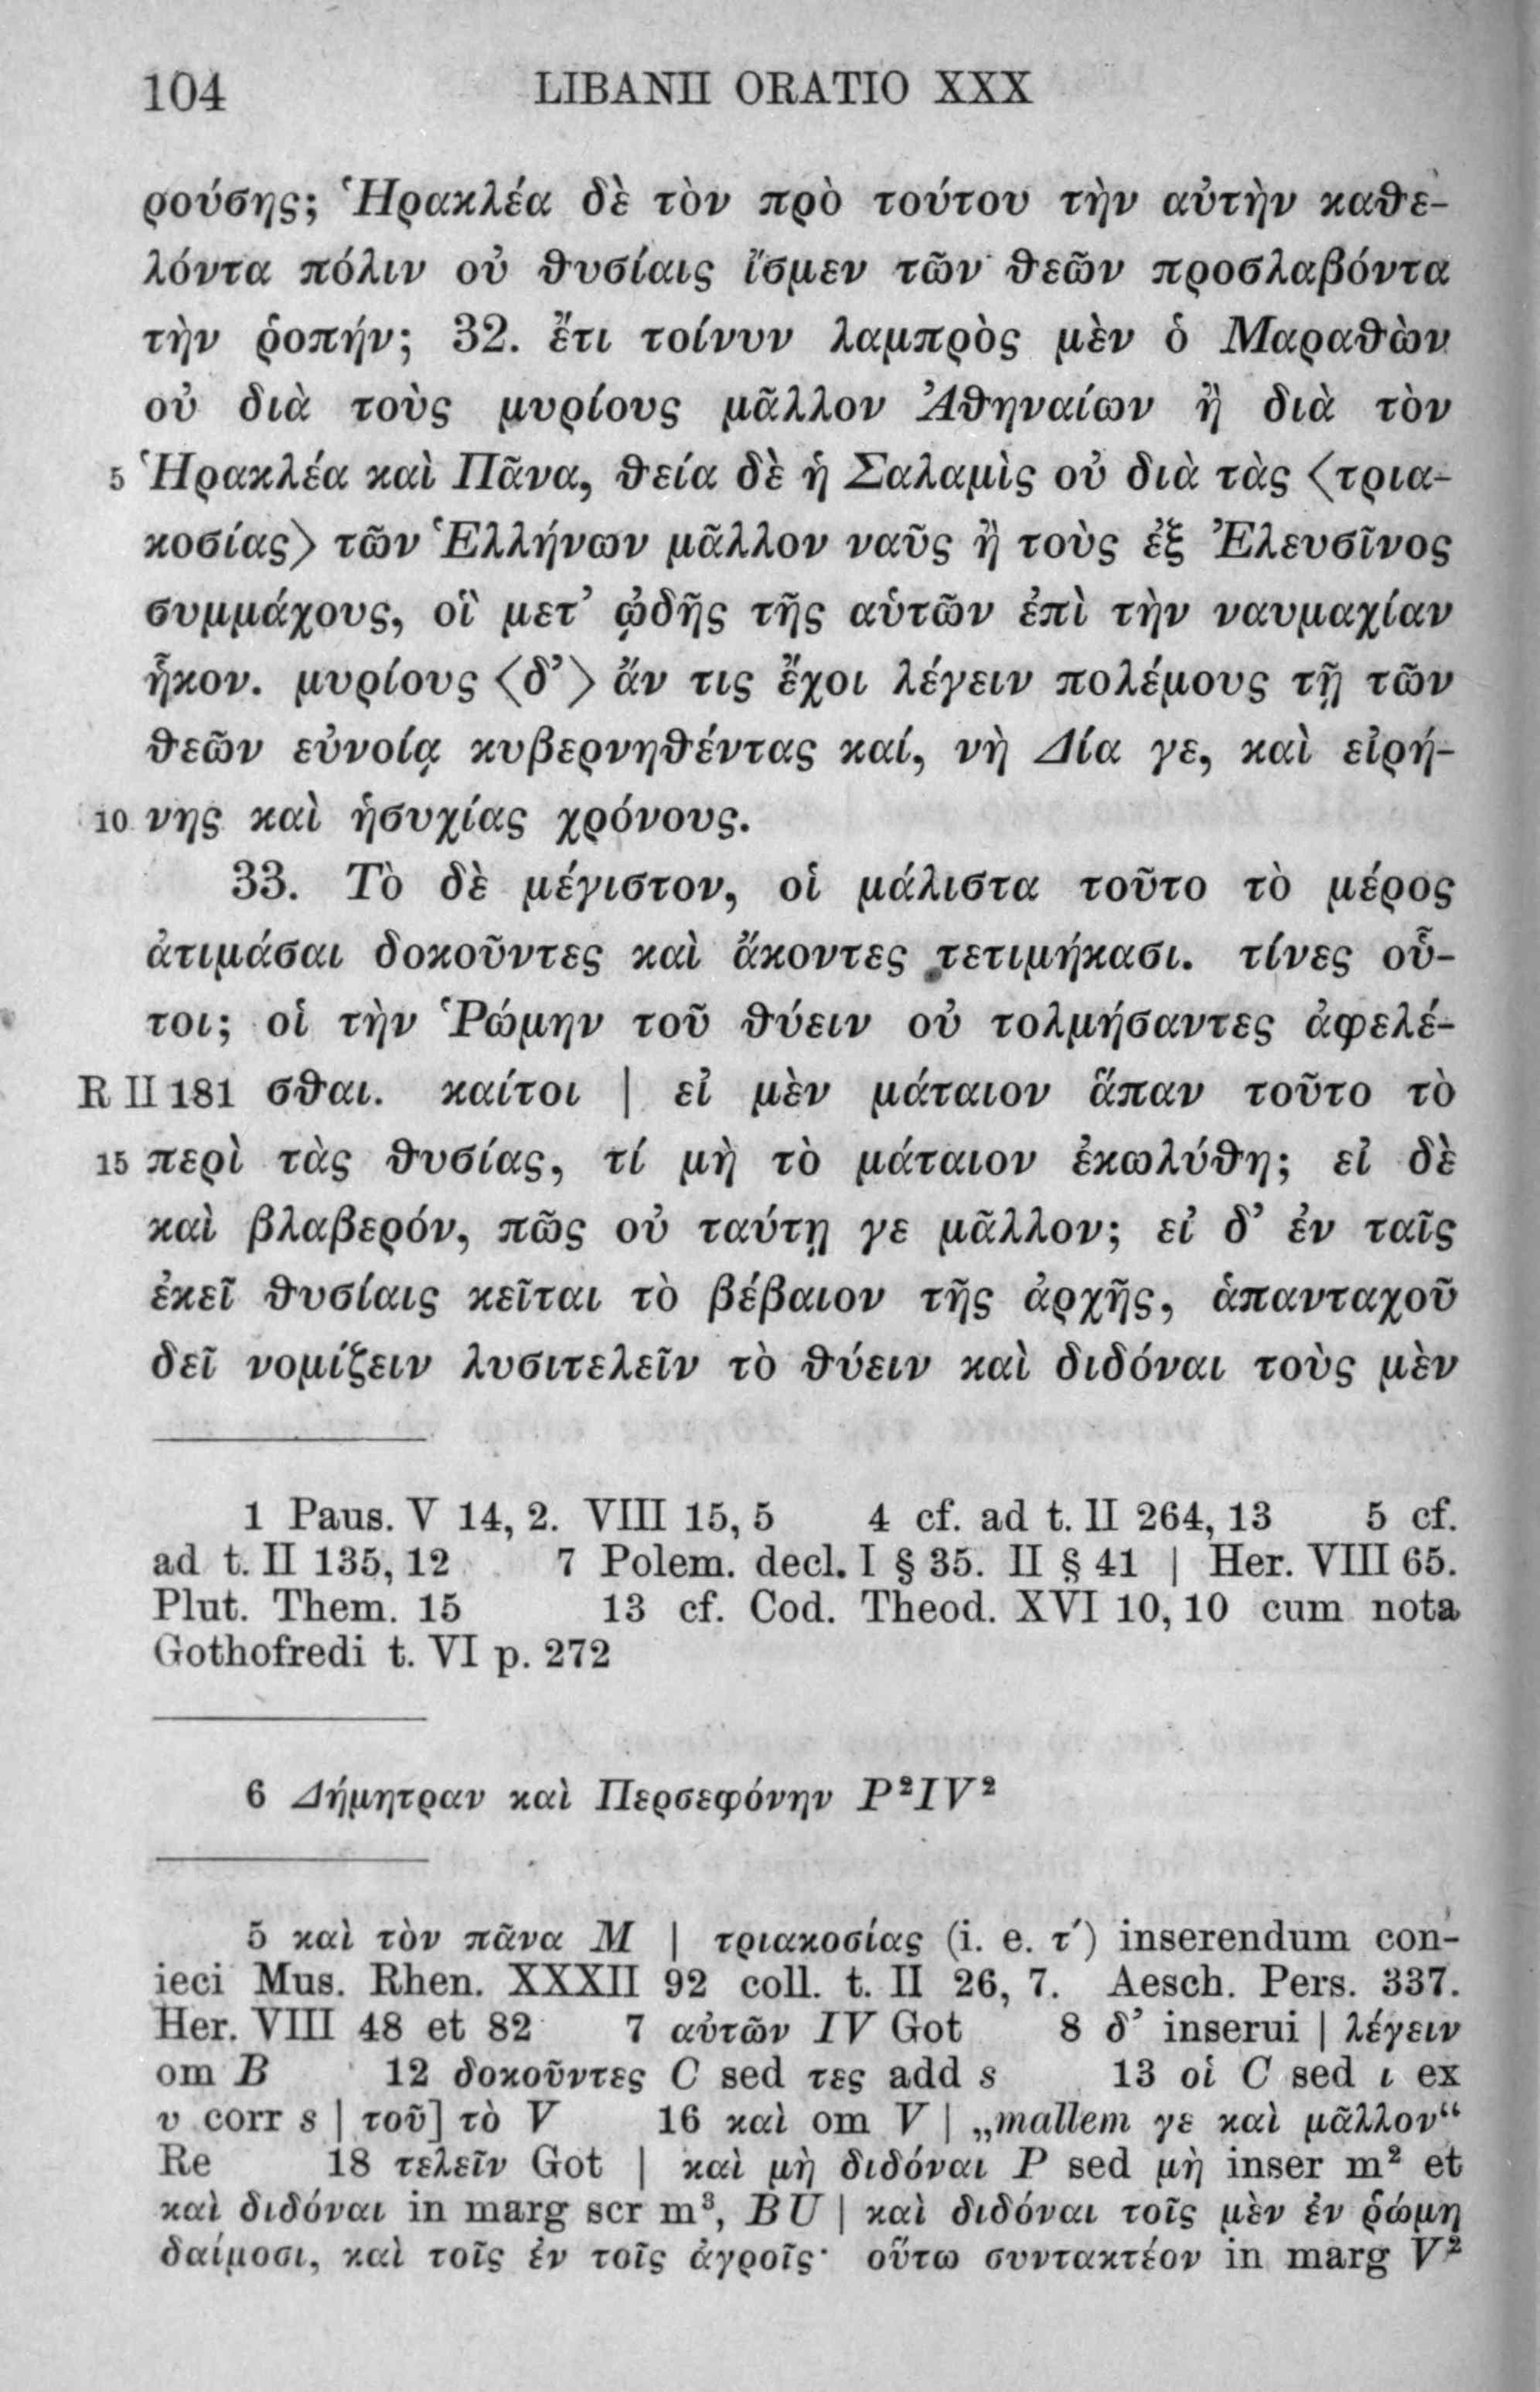 104 LIBANII ORATIO XXX
ρούσης; Ἡρακλέα δὲ τὸν πρὸ τούτου τὴν αὐτὴν καθε-
λόντα πόλιν οὐ θυσίαις ἴσμεν τῶν θεῶν προσλαβόντα
τὴν ῥοπήν; 32. ἔτι τοίνυν λαμπρὸς μὲν ὁ Μαραθὼν
οὐ διὰ τοὺς μυρίους μᾶλλον Ἀθηναίων ἢ διὰ τὸν
5 Ἡρακλέα καὶ Πᾶνα, θεία δὲ ἡ Σαλαμὶς οὐ διὰ τὰς ⟨τρια-
κοσίας⟩ τῶν Ἑλλήνων μᾶλλον ναῦς ἢ τοὺς ἐξ Ἐλευσῖνος
συμμάχους, οἳ μετ’ ᾠδῆς τῆς αὑτῶν ἐπὶ τὴν ναυμαχίαν
ἧκον. μυρίους ⟨δ’⟩ ἄν τις ἔχοι λέγειν πολέμους τῇ τῶν
θεῶν εὐνοίᾳ κυβερνηθέντας καί, νὴ Δία γε, καὶ εἰρή-
10 νης καὶ ἡσυχίας χρόνους.
33. Τὸ δὲ μέγιστον, οἱ μάλιστα τοῦτο τὸ μέρος
ἀτιμάσαι δοκοῦντες καὶ ἄκοντες τετιμήκασι. τίνες οὗ-
τοι; οἱ τὴν Ῥώμην τοῦ θύειν οὐ τολμήσαντες ἀφελέ-
R II 181 σθαι. καίτοι | εἰ μὲν μάταιον ἅπαν τοῦτο τὸ
15 περὶ τὰς θυσίας, τί μὴ τὸ μάταιον ἐκωλύθη; εἰ δὲ
καὶ βλαβερόν, πῶς οὐ ταύτῃ γε μᾶλλον; εἰ δ’ ἐν ταῖς
ἐκεῖ θυσίαις κεῖται τὸ βέβαιον τῆς ἀρχῆς, ἁπανταχοῦ
δεῖ νομίζειν λυσιτελεῖν τὸ θύειν καὶ διδόναι τοὺς μὲν
1 Paus. V 14, 2. VIII 15, 5 4 cf. ad t. II 264, 13 5 cf.
ad t. II 135, 12 7 Polem. decl. I § 35. II § 41 | Her. VIII 65.
Plut. Them. 15 13 cf. Cod. Theod. XVI 10, 10 cum nota
Gothofredi t. VI p. 272
6 Δήμητραν καὶ Περσεφόνην P²IV²
5 καὶ τὸν πᾶνα M | τριακοσίας (i. e. τ´) inserendum con-
ieci Mus. Rhen. XXXII 92 coll. t. II 26, 7. Aesch. Pers. 337.
Her. VIII 48 et 82 7 αὐτῶν IV Got 8 δ’ inserui | λέγειν
om B 12 δοκοῦντες C sed τες add s 13 οἱ C sed ι ex
υ corr s | τοῦ] τὸ V 16 καὶ om V | „mallem γε καὶ μᾶλλον“
Re 18 τελεῖν Got | καὶ μὴ διδόναι P sed μὴ inser m² et
καὶ διδόναι in marg scr m³, BU | καὶ διδόναι τοῖς μὲν ἐν ῥώμη
δαίμοσι, καὶ τοῖς ἐν τοῖς ἀγροῖς· οὕτω συντακτέον in marg V²